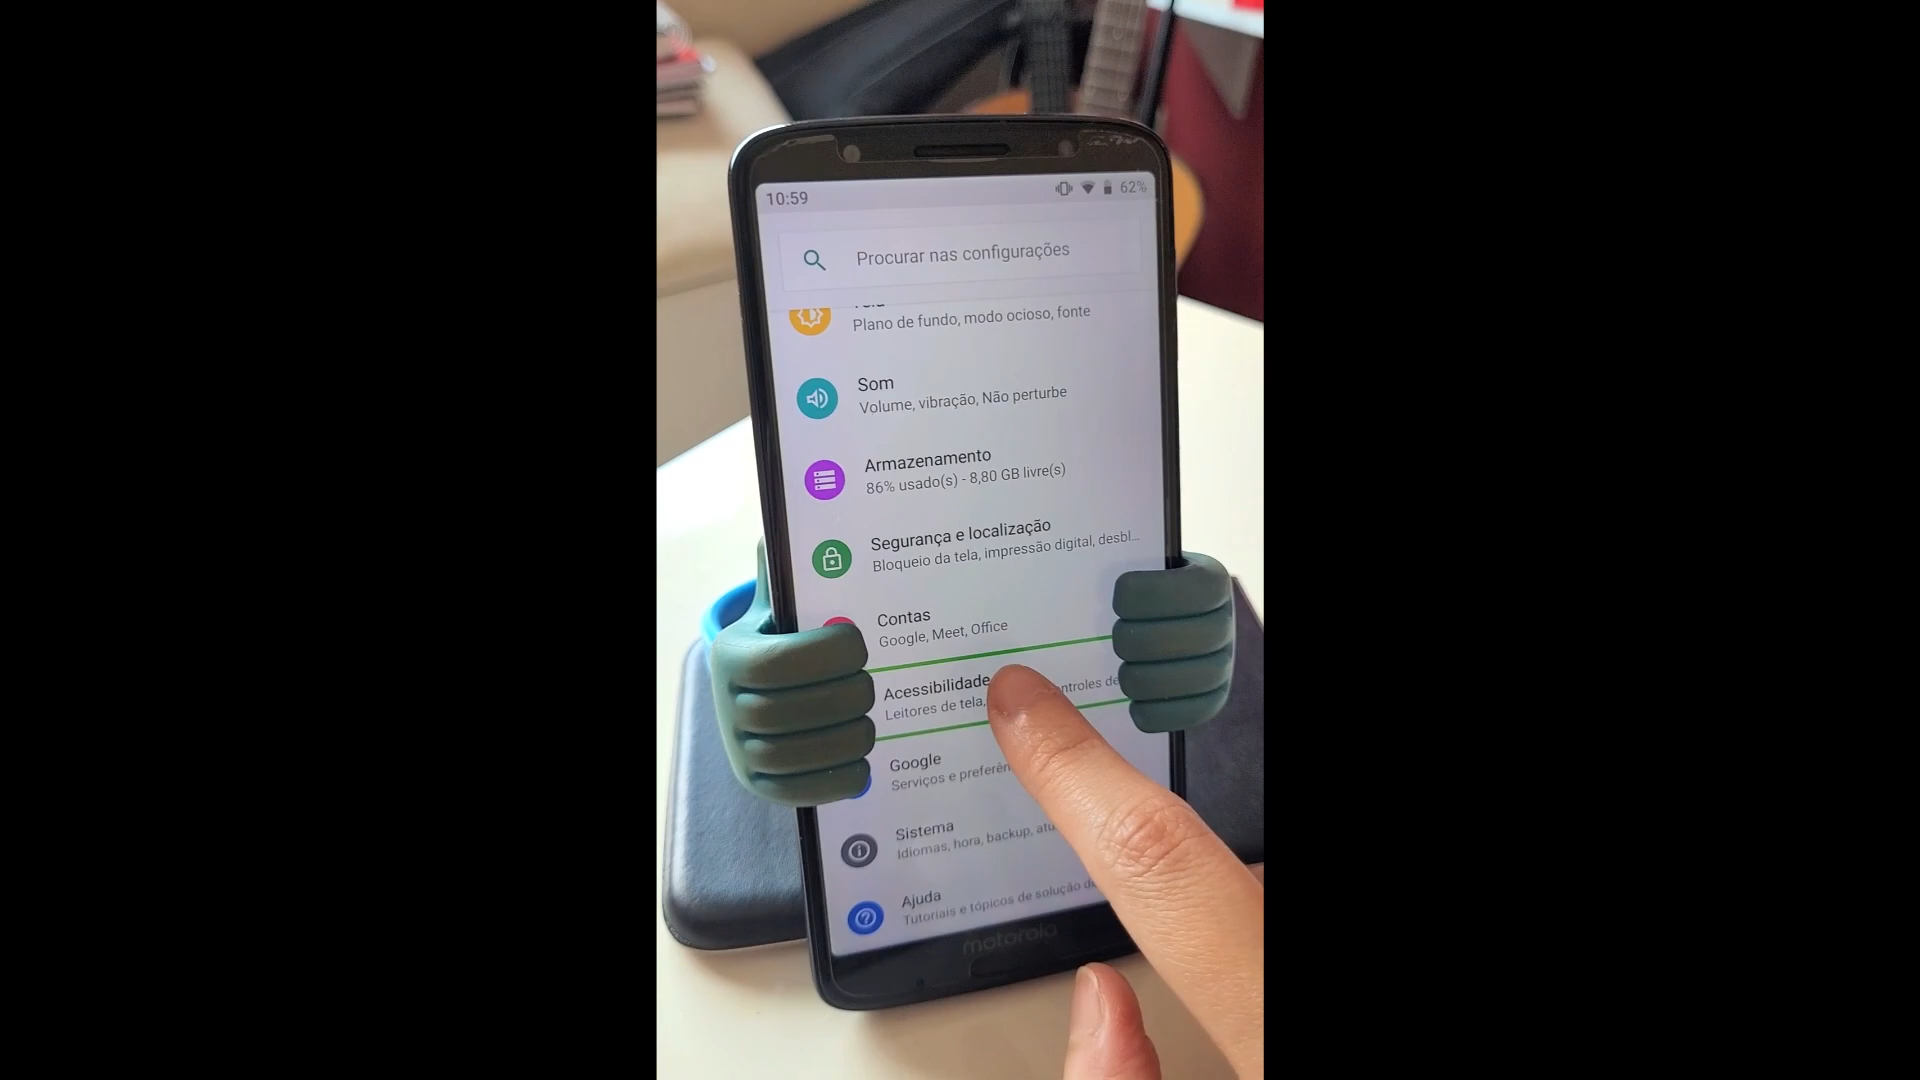 10:59
62%
Procurar nas configurações
Plano de fundo, modo ocioso, fonte
Som
Volume, vibração, Não perturbe
Armazenamento
86% usado(s) - 8,80 GB livre(s)
Segurança e localização
Bloqueio da tela, impressão digital, desbl...
Contas
Google, Meet, Office
Acessibilidade
Leitores de tela,
Google
Serviços e
Sistema
Idiomas, hora, backup,
Ajuda
Tutoriais e tópicos de solução
motorola